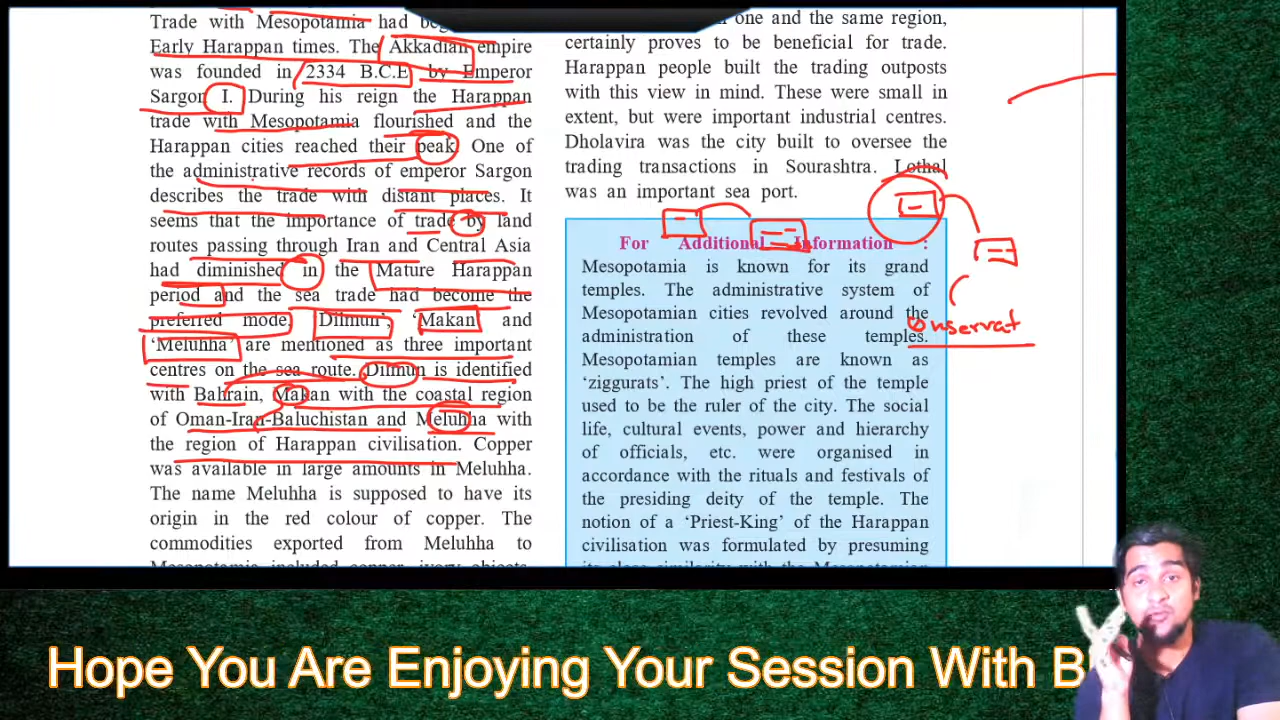 Trade with Mesopotamia had
Early Harappan times. The Akkadian empire
was founded in 2334 B.C.E by Emperor
Sargon I. During his reign the Harappan
trade with Mesopotamia flourished and the
Harappan cities reached their peak. One of
the administrative records of emperor Sargon
describes the trade with distant places. It
seems that the importance of trade by land
routes passing through Iran and Central Asia
had diminished in the Mature Harappan
period and the sea trade had become the
preferred mode. 'Dilmun', 'Makan' and
'Meluhha' are mentioned as three important
centres on the sea route. Dilmun is identified
with Bahrain, Makan with the coastal region
of Oman-Iran-Baluchistan and Meluhha with
the region of Harappan civilisation. Copper
was available in large amounts in Meluhha.
The name Meluhha is supposed to have its
origin in the red colour of copper. The
commodities exported from Meluhha to
Mesopotamia included copper, ivory objects,
one and the same region,
certainly proves to be beneficial for trade.
Harappan people built the trading outposts
with this view in mind. These were small in
extent, but were important industrial centres.
Dholavira was the city built to oversee the
trading transactions in Sourashtra. Lothal
was an important sea port.
For Additional Information :
Mesopotamia is known for its grand
temples. The administrative system of
Mesopotamian cities revolved around the
administration of these temples.
Mesopotamian temples are known as
'ziggurats'. The high priest of the temple
used to be the ruler of the city. The social
life, cultural events, power and hierarchy
of officials, etc. were organised in
accordance with the rituals and festivals of
the presiding deity of the temple. The
notion of a 'Priest-King' of the Harappan
civilisation was formulated by presuming
its close similarity with the Mesopotamian
Conservat
Hope You Are Enjoying Your Session With B